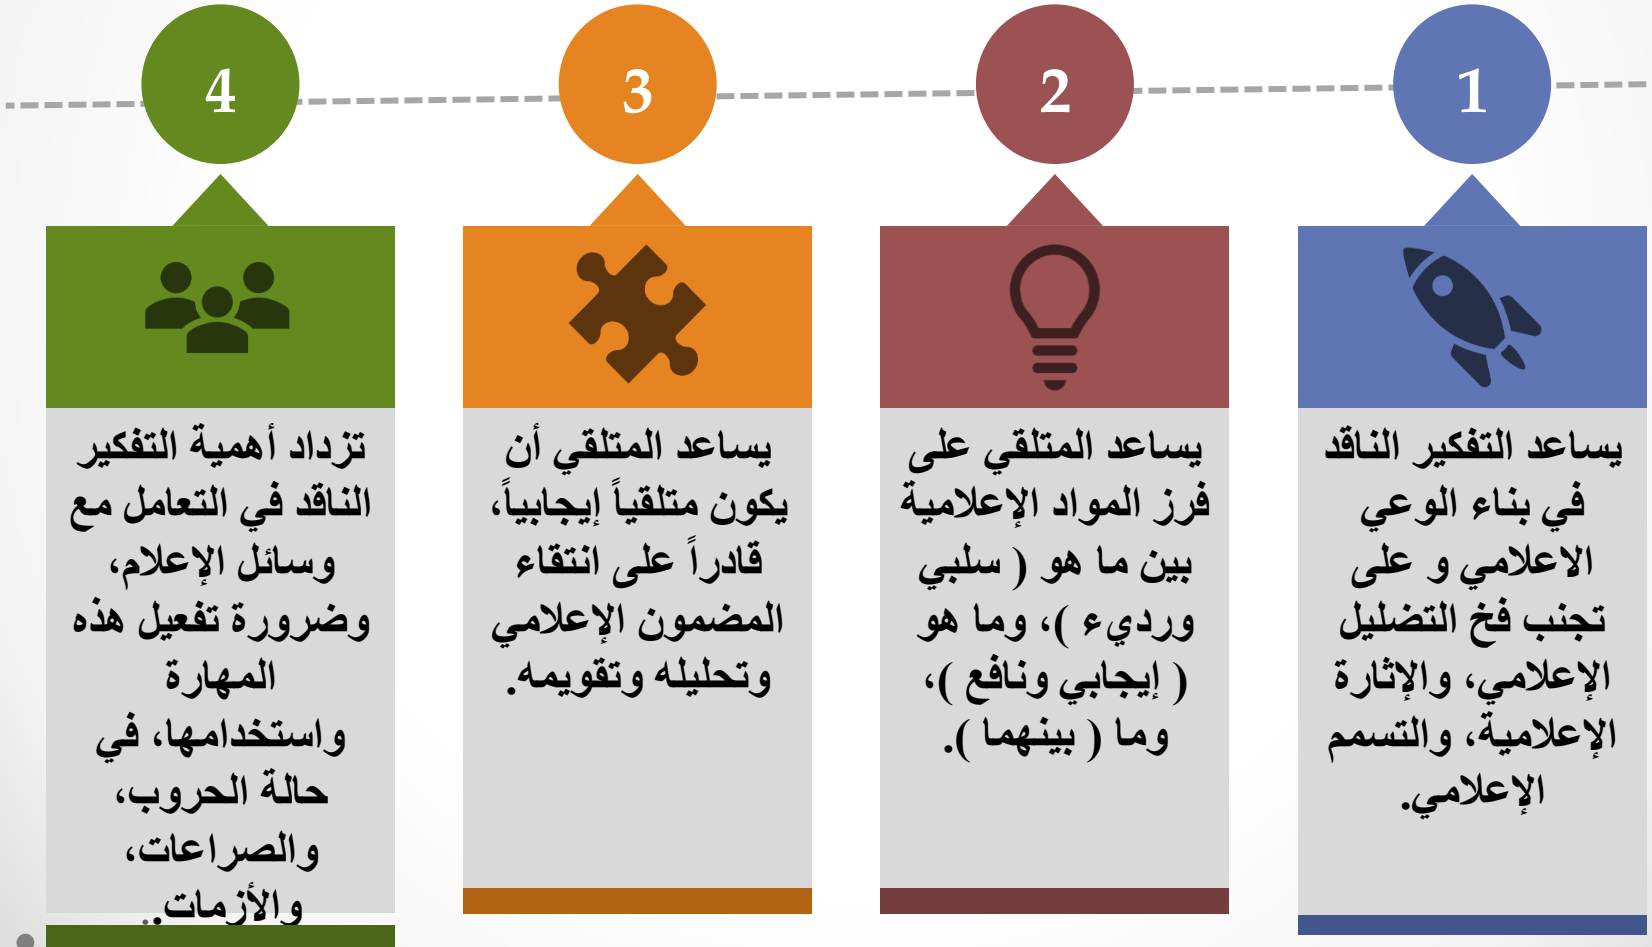 1
يساعد التفكير الناقد
في بناء الوعي
الاعلامي و على
تجنب فخ التضليل
الإعلامي، والإثارة
الإعلامية، والتسمم
الإعلامي.
2
يساعد المتلقي على
فرز المواد الإعلامية
بين ما هو ( سلبي
ورديء )، وما هو
( إيجابي ونافع )،
وما ( بينهما ).
3
يساعد المتلقي أن
يكون متلقياً إيجابياً،
قادراً على انتقاء
المضمون الإعلامي
وتحليله وتقويمه.
4
تزداد أهمية التفكير
الناقد في التعامل مع
وسائل الإعلام،
وضرورة تفعيل هذه
المهارة
واستخدامها، في
حالة الحروب،
والصراعات،
والأزمات..